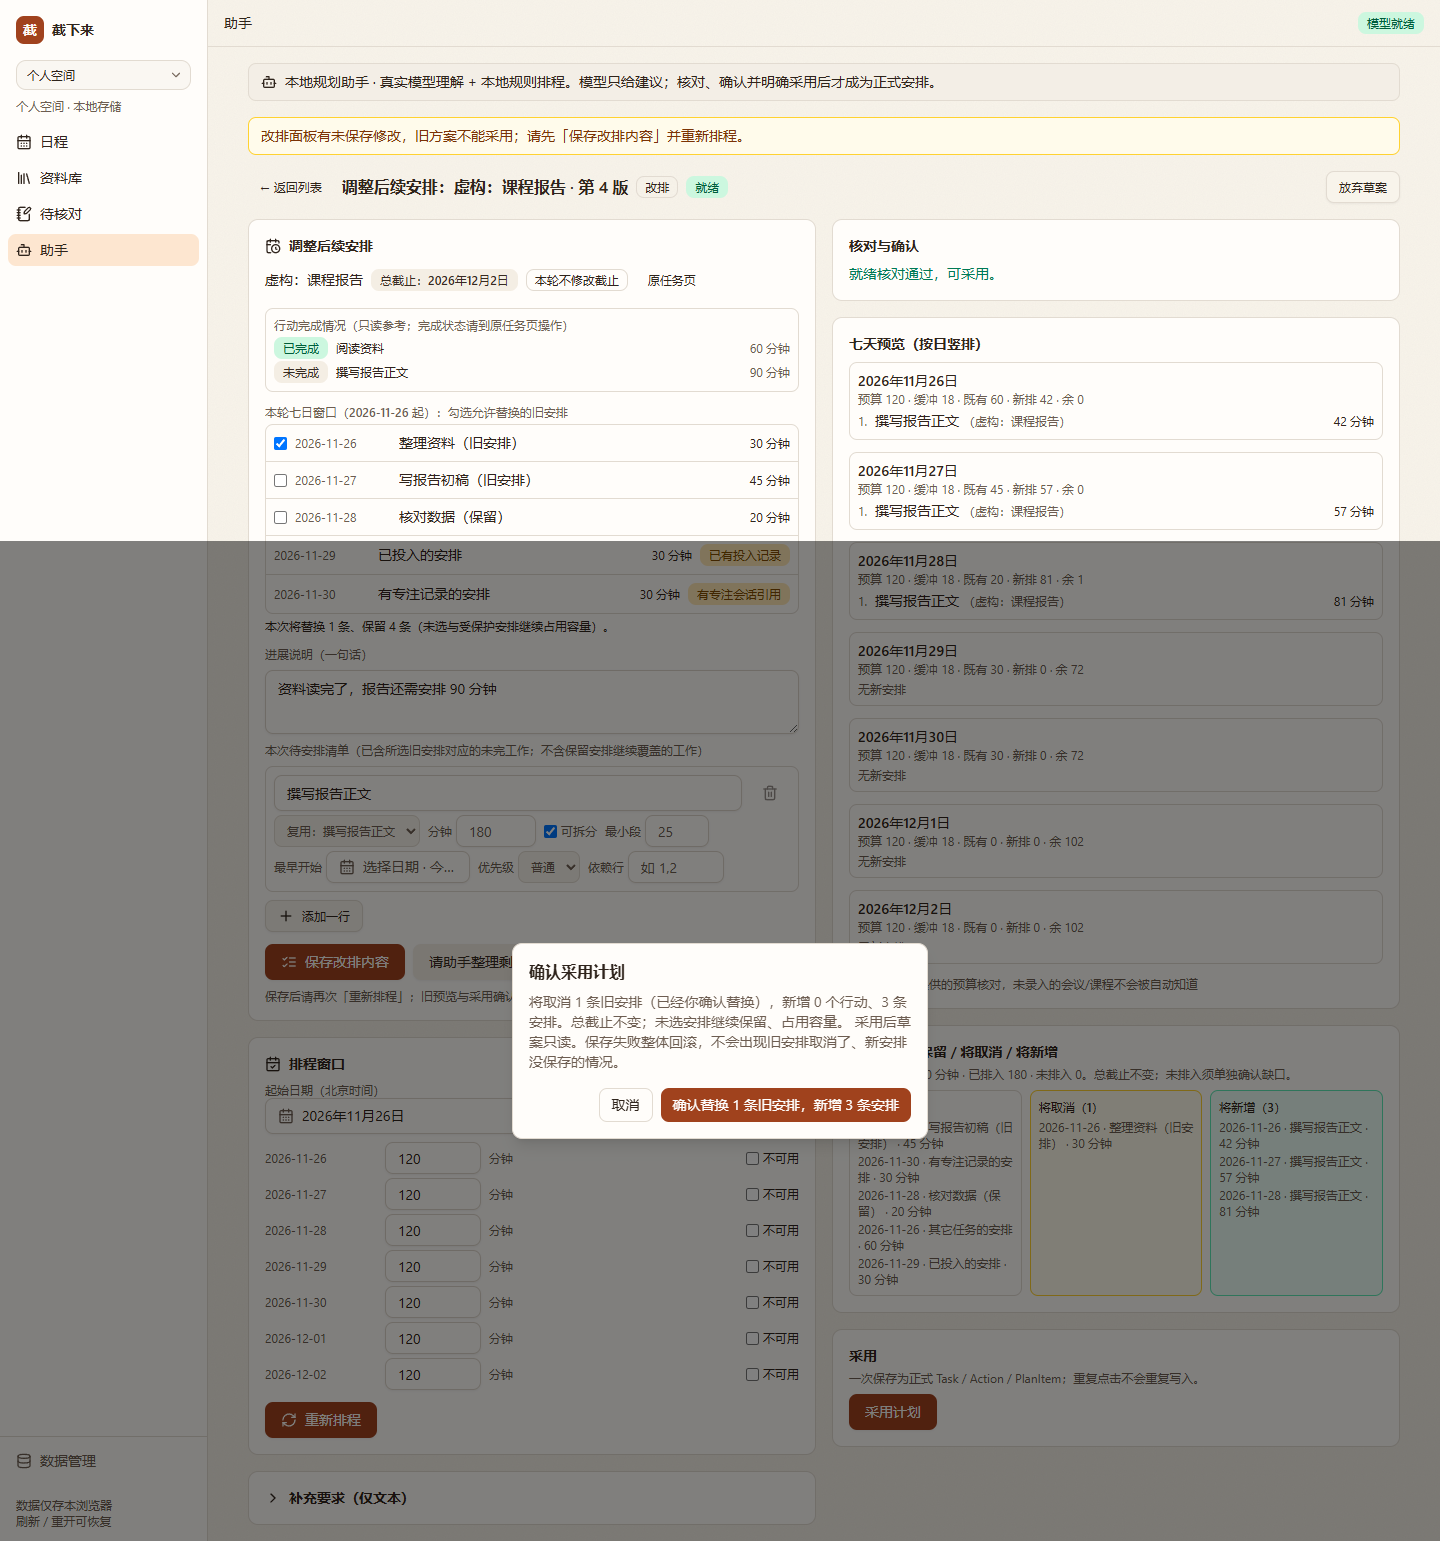 截 截下来
个人空间
个人空间 · 本地存储
日程
资料库
待核对
助手
数据管理
数据仅存本浏览器
刷新 / 重开可恢复
助手
模型就绪
本地规划助手 · 真实模型理解 + 本地规则排程。模型只给建议；核对、确认并明确采用后才成为正式安排。
改排面板有未保存修改，旧方案不能采用；请先「保存改排内容」并重新排程。
← 返回列表 调整后续安排：虚构：课程报告 · 第 4 版 改排 就绪 放弃草案
调整后续安排
虚构：课程报告 总截止：2026年12月2日 本轮不修改截止 原任务页
行动完成情况（只读参考；完成状态请到原任务页操作）
已完成 阅读资料 60 分钟
未完成 撰写报告正文 90 分钟
本轮七日窗口（2026-11-26 起）：勾选允许替换的旧安排
2026-11-26 整理资料（旧安排） 30 分钟
2026-11-27 写报告初稿（旧安排） 45 分钟
2026-11-28 核对数据（保留） 20 分钟
2026-11-29 已投入的安排 30 分钟 已有投入记录
2026-11-30 有专注记录的安排 30 分钟 有专注会话引用
本次将替换 1 条、保留 4 条（未选与受保护安排继续占用容量）。
进展说明（一句话）
资料读完了，报告还需安排 90 分钟
本次待安排清单（已含所选旧安排对应的未完工作；不含保留安排继续覆盖的工作）
撰写报告正文
复用：撰写报告正文 分钟 180 可拆分 最小段 25
最早开始 选择日期 · 今... 优先级 普通 依赖行 如 1,2
添加一行
保存改排内容 请助手整理剩
保存后请再次「重新排程」；旧预览与采用确认
排程窗口
起始日期（北京时间）
2026年11月26日
2026-11-26 120 分钟 不可用
2026-11-27 120 分钟 不可用
2026-11-28 120 分钟 不可用
2026-11-29 120 分钟 不可用
2026-11-30 120 分钟 不可用
2026-12-01 120 分钟 不可用
2026-12-02 120 分钟 不可用
重新排程
补充要求（仅文本）
核对与确认
就绪核对通过，可采用。
七天预览（按日竖排）
2026年11月26日
预算 120 · 缓冲 18 · 既有 60 · 新排 42 · 余 0
1. 撰写报告正文 （虚构：课程报告） 42 分钟
2026年11月27日
预算 120 · 缓冲 18 · 既有 45 · 新排 57 · 余 0
1. 撰写报告正文 （虚构：课程报告） 57 分钟
2026年11月28日
预算 120 · 缓冲 18 · 既有 20 · 新排 81 · 余 1
1. 撰写报告正文 （虚构：课程报告） 81 分钟
2026年11月29日
预算 120 · 缓冲 18 · 既有 30 · 新排 0 · 余 72
无新安排
2026年11月30日
预算 120 · 缓冲 18 · 既有 30 · 新排 0 · 余 72
无新安排
2026年12月1日
预算 120 · 缓冲 18 · 既有 0 · 新排 0 · 余 102
无新安排
2026年12月2日
预算 120 · 缓冲 18 · 既有 0 · 新排 0 · 余 102
供的预算核对，未录入的会议/课程不会被自动知道
确认采用计划
将取消 1 条旧安排（已经你确认替换），新增 0 个行动、3 条
安排。总截止不变；未选安排继续保留、占用容量。 采用后草
案只读。保存失败整体回滚，不会出现旧安排取消了、新安排
没保存的情况。
取消 确认替换 1 条旧安排，新增 3 条安排
保留 / 将取消 / 将新增
0 分钟 · 已排入 180 · 未排入 0。总截止不变；未排入须单独确认缺口。
写报告初稿（旧
安排） · 45 分钟
2026-11-30 · 有专注记录的安
排 · 30 分钟
2026-11-28 · 核对数据（保
留） · 20 分钟
2026-11-26 · 其它任务的安排
· 60 分钟
2026-11-29 · 已投入的安排 ·
30 分钟
将取消（1）
2026-11-26 · 整理资料（旧安
排） · 30 分钟
将新增（3）
2026-11-26 · 撰写报告正文 ·
42 分钟
2026-11-27 · 撰写报告正文 ·
57 分钟
2026-11-28 · 撰写报告正文 ·
81 分钟
采用
一次保存为正式 Task / Action / PlanItem；重复点击不会重复写入。
采用计划